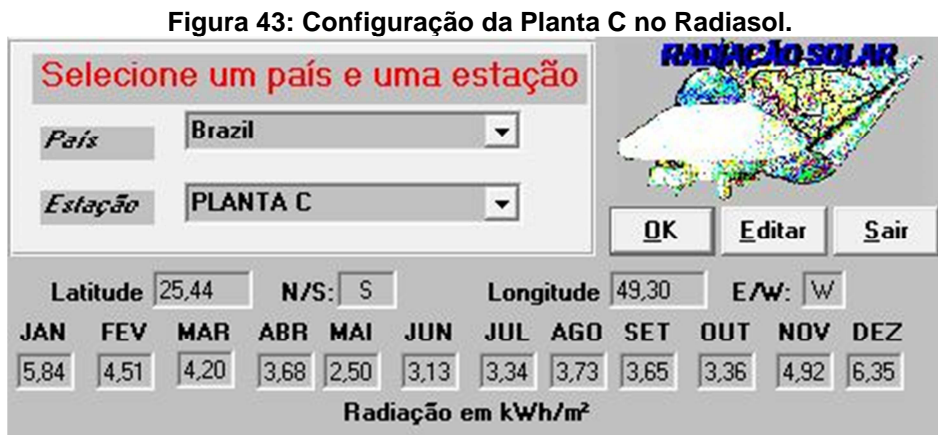 Figura 43: Configuração da Planta C no Radiasol.
RADIAÇÃO SOLAR
Selecione um país e uma estação
País Brazil
Estação PLANTA C
OK Editar Sair
Latitude 25,44 N/S: S Longitude 49,30 E/W: W
JAN FEV MAR ABR MAI JUN JUL AGO SET OUT NOV DEZ
5,84 4,51 4,20 3,68 2,50 3,13 3,34 3,73 3,65 3,36 4,92 6,35
Radiação em kWh/m²